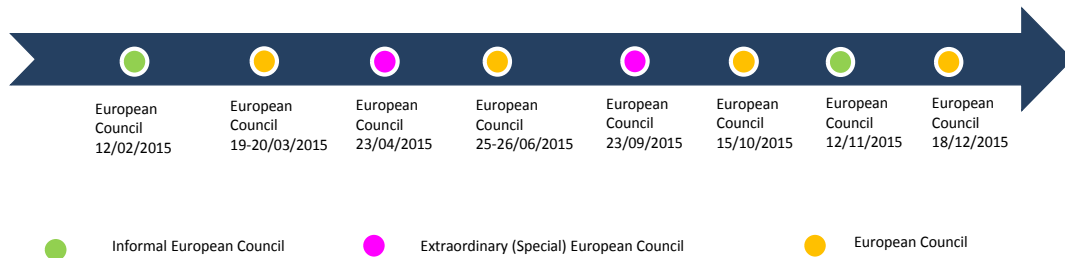 European
Council
12/02/2015
European
Council
19-20/03/2015
European
Council
23/04/2015
European
Council
25-26/06/2015
European
Council
23/09/2015
European
Council
15/10/2015
European
Council
12/11/2015
European
Council
18/12/2015
Informal European Council
Extraordinary (Special) European Council
European Council